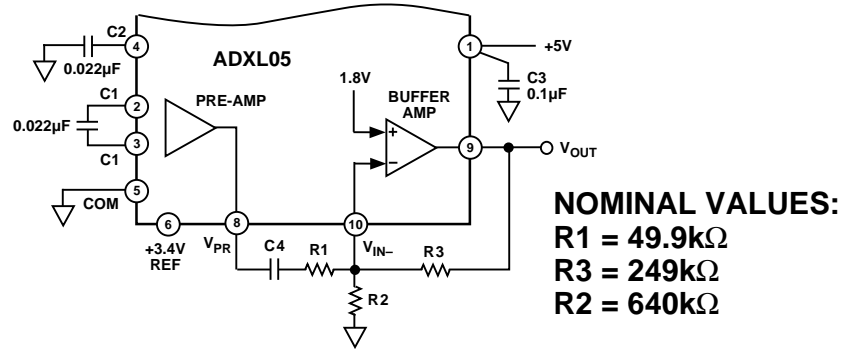 C2
4
0.022µF
ADXL05
1
+5V
C3
0.1µF
1.8V
C1
2
PRE-AMP
BUFFER
AMP
0.022µF
3
C1
+
−
9
VOUT
5
COM
6
8
10
+3.4V
REF
VPR
C4
R1
VIN–
R3
R2
NOMINAL VALUES:
R1 = 49.9kΩ
R3 = 249kΩ
R2 = 640kΩ